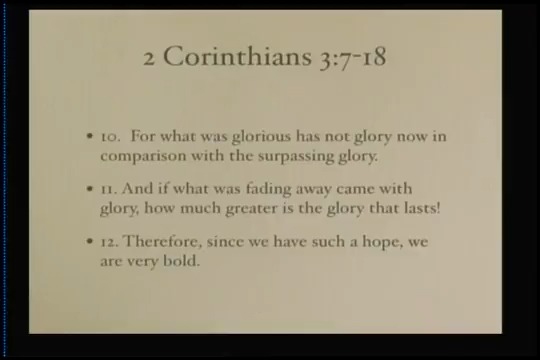 2 Corinthians 3:7-18
• 10. For what was glorious has not glory now in
comparison with the surpassing glory.
• 11. And if what was fading away came with
glory, how much greater is the glory that lasts!
• 12. Therefore, since we have such a hope, we
are very bold.